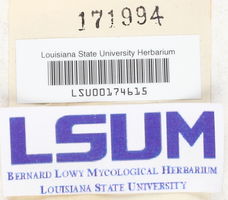 171994
Louisiana State University Herbarium
LSU00174615
LSUM
BERNARD LOWY MYCOLOGICAL HERBARIUM
LOUISIANA STATE UNIVERSITY